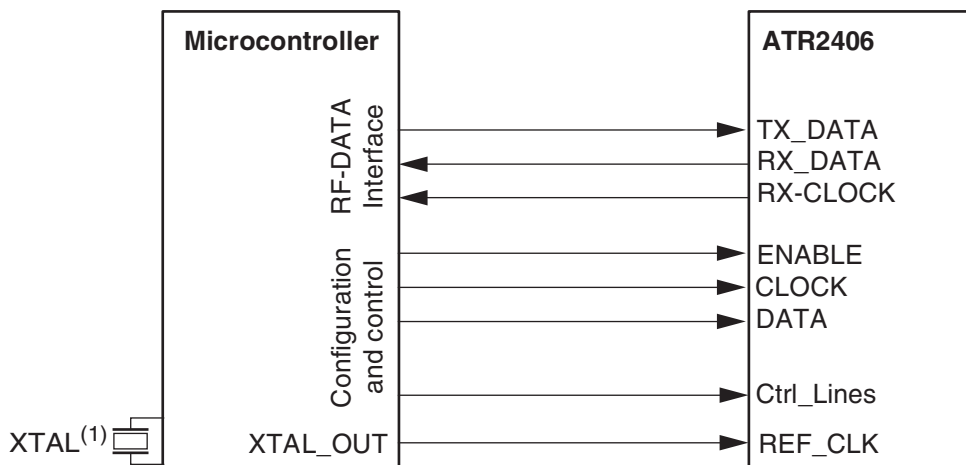 Microcontroller
ATR2406
RF-DATA
Interface
TX_DATA
RX_DATA
RX-CLOCK
Configuration
and control
ENABLE
CLOCK
DATA
Ctrl_Lines
XTAL(1)
XTAL_OUT
REF_CLK